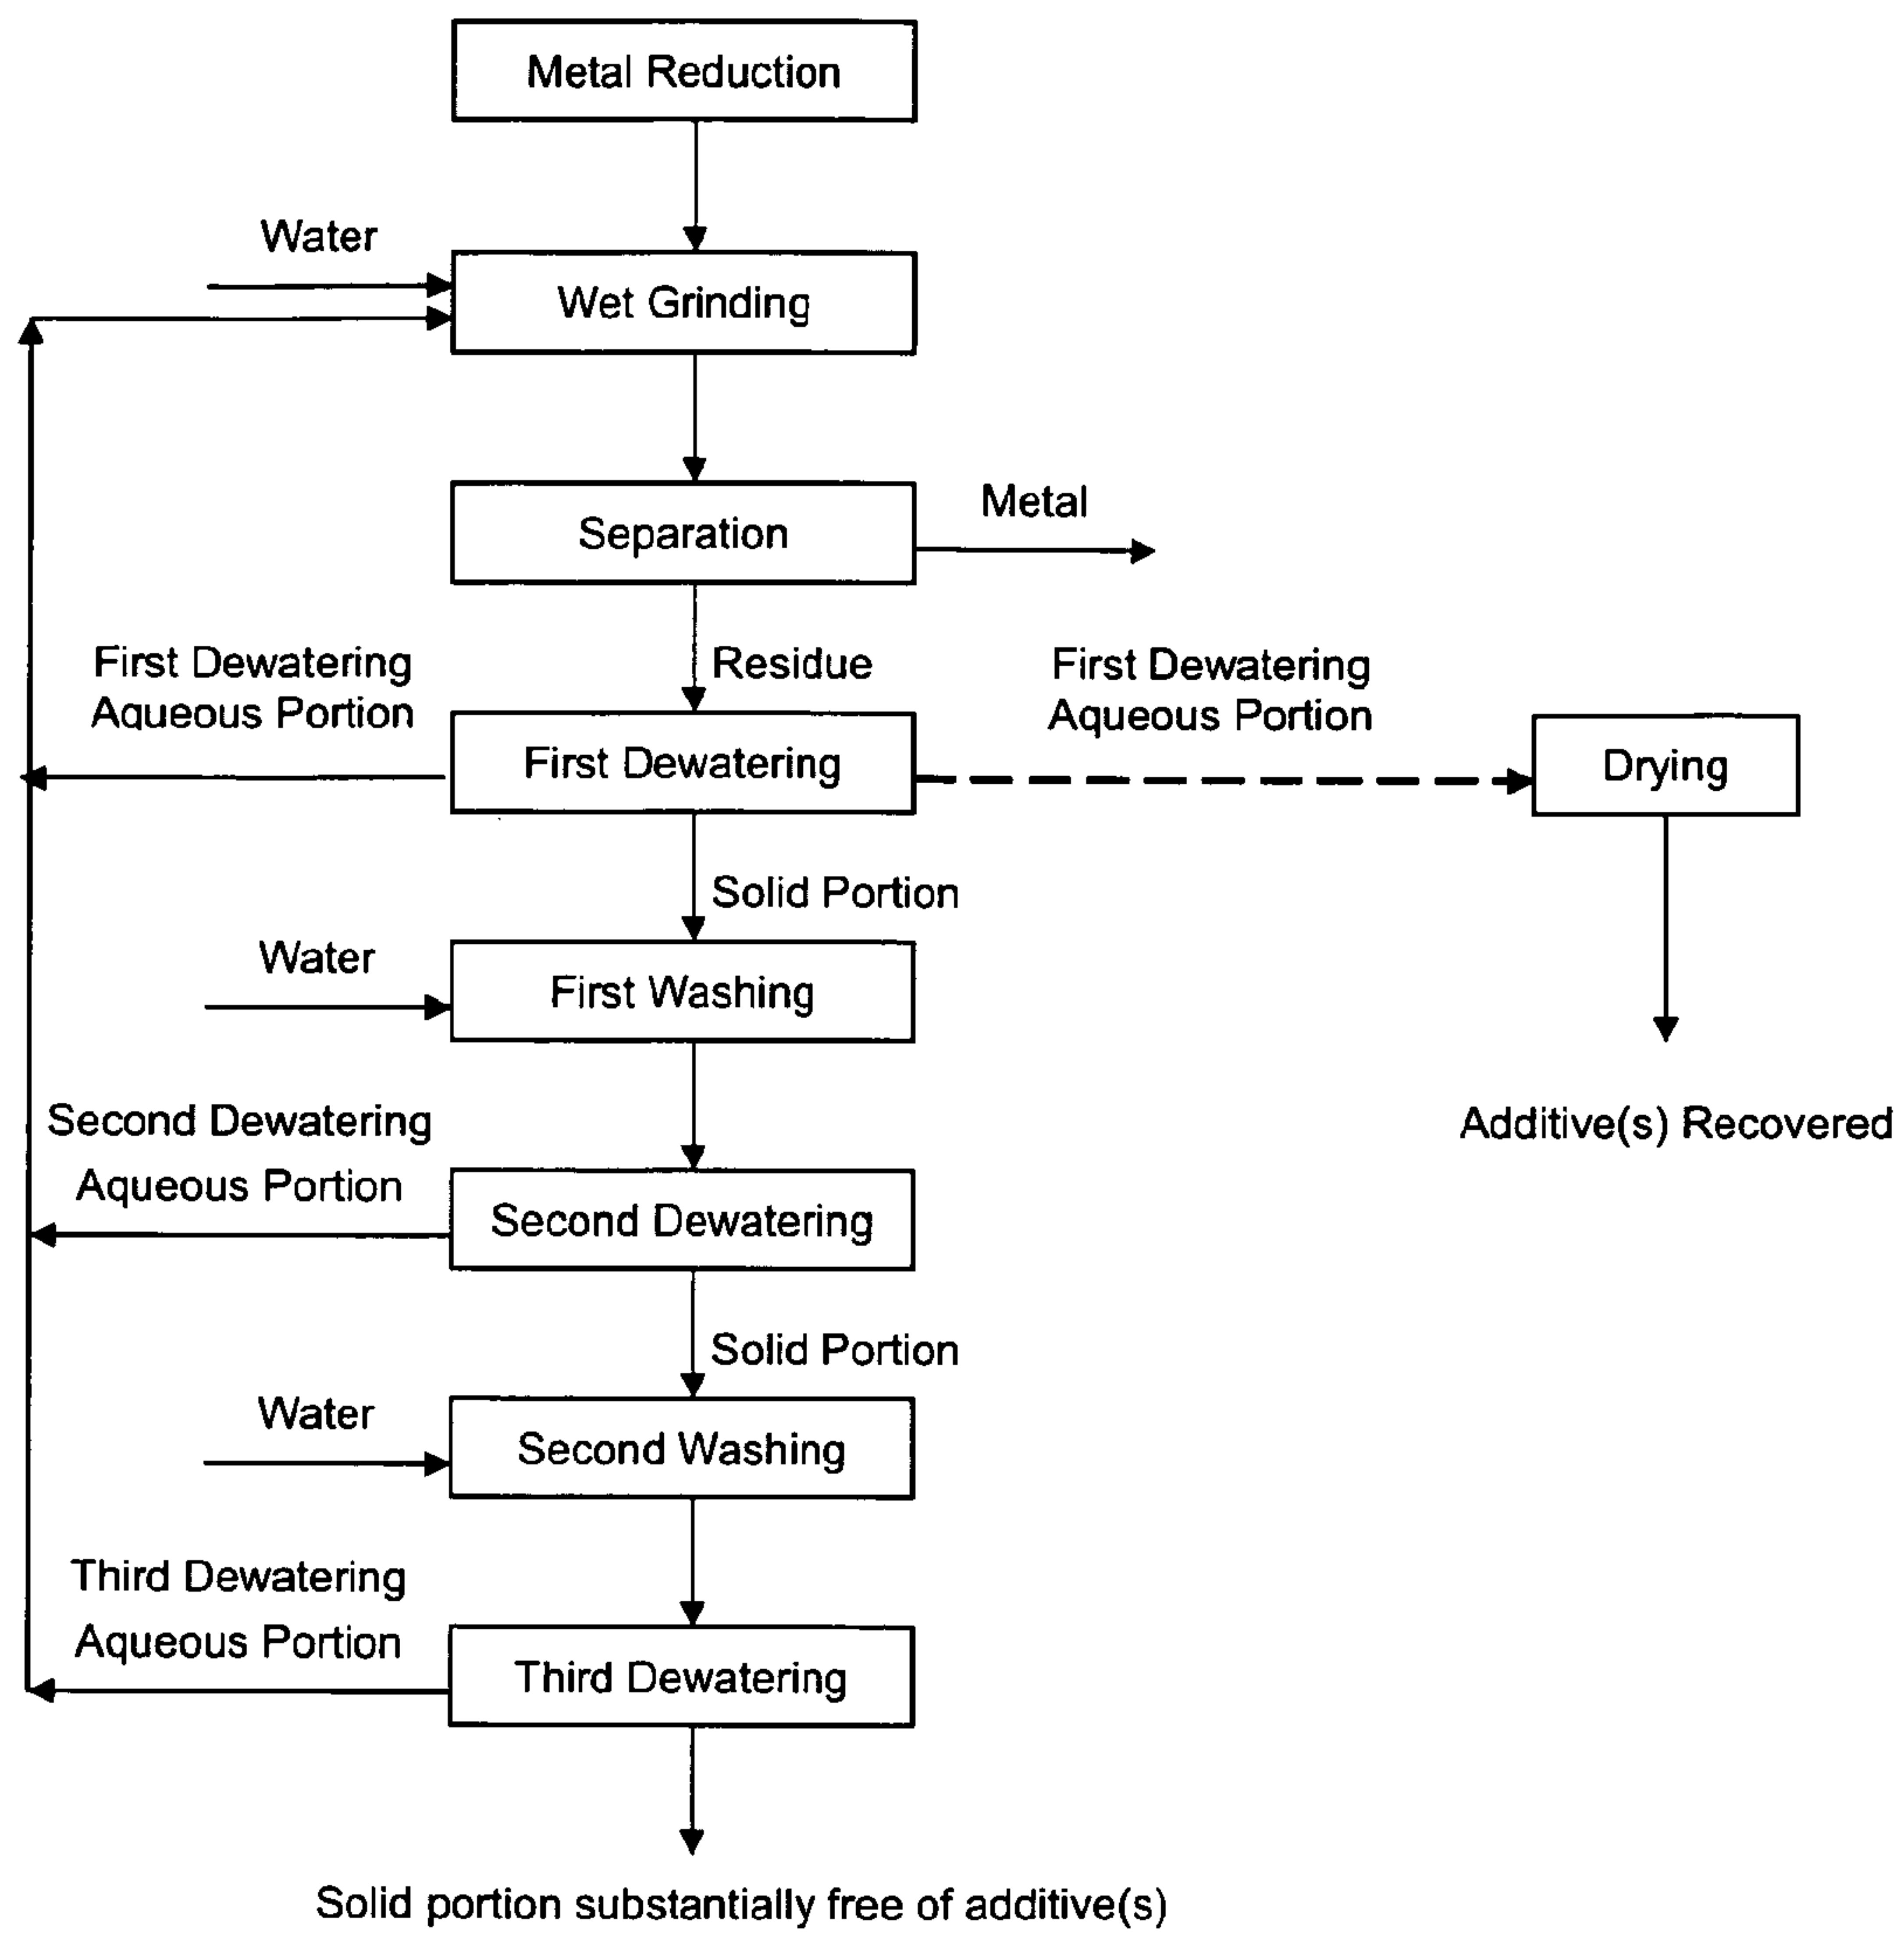 Metal Reduction
Water
Wet Grinding
Separation
Metal
First Dewatering
Aqueous Portion
Residue
First Dewatering
Aqueous Portion
First Dewatering
Drying
Solid Portion
Water
First Washing
Second Dewatering
Aqueous Portion
Additive(s) Recovered
Second Dewatering
Solid Portion
Water
Second Washing
Third Dewatering
Aqueous Portion
Third Dewatering
Solid portion substantially free of additive(s)